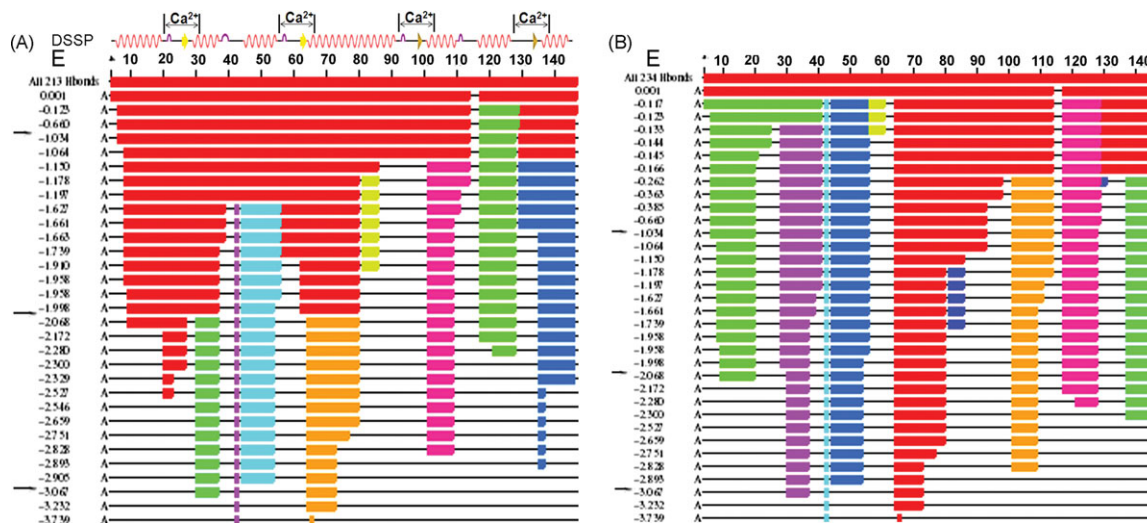 Ca²⁺ Ca²⁺ Ca²⁺ Ca²⁺
(A) DSSP
E
10 20 30 40 50 60 70 80 90 100 110 120 130 140
All 213 Hbonds
0.001 A
-0.123 A
-0.660 A
-1.034 A
-1.064 A
-1.150 A
-1.178 A
-1.197 A
-1.627 A
-1.661 A
-1.663 A
-1.739 A
-1.910 A
-1.958 A
-1.958 A
-1.998 A
-2.068 A
-2.172 A
-2.280 A
-2.300 A
-2.329 A
-2.527 A
-2.546 A
-2.659 A
-2.751 A
-2.828 A
-2.893 A
-2.905 A
-3.067 A
-3.232 A
-3.739 A
(B)
E
10 20 30 40 50 60 70 80 90 100 110 120 130 140
All 234 Hbonds
0.001 A
-0.117 A
-0.123 A
-0.133 A
-0.144 A
-0.145 A
-0.166 A
-0.262 A
-0.363 A
-0.385 A
-0.660 A
-1.034 A
-1.064 A
-1.150 A
-1.178 A
-1.197 A
-1.627 A
-1.661 A
-1.739 A
-1.958 A
-1.958 A
-1.998 A
-2.068 A
-2.172 A
-2.280 A
-2.300 A
-2.527 A
-2.659 A
-2.751 A
-2.828 A
-2.893 A
-3.067 A
-3.232 A
-3.739 A